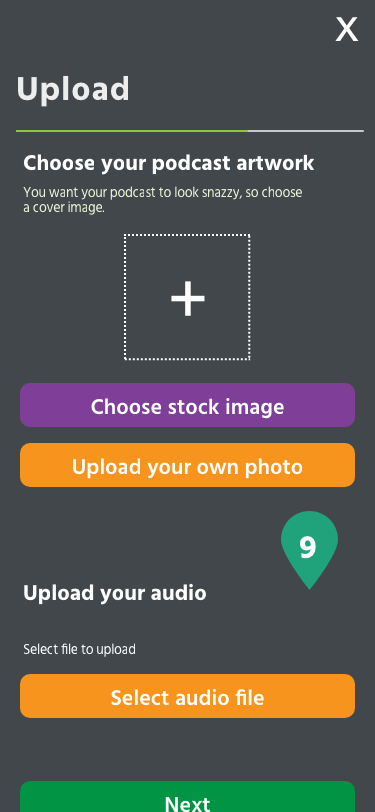 X
Upload
Choose your podcast artwork
You want your podcast to look snazzy, so choose
a cover image.
+
Choose stock image
Upload your own photo
9
Upload your audio
Select file to upload
Select audio file
Next